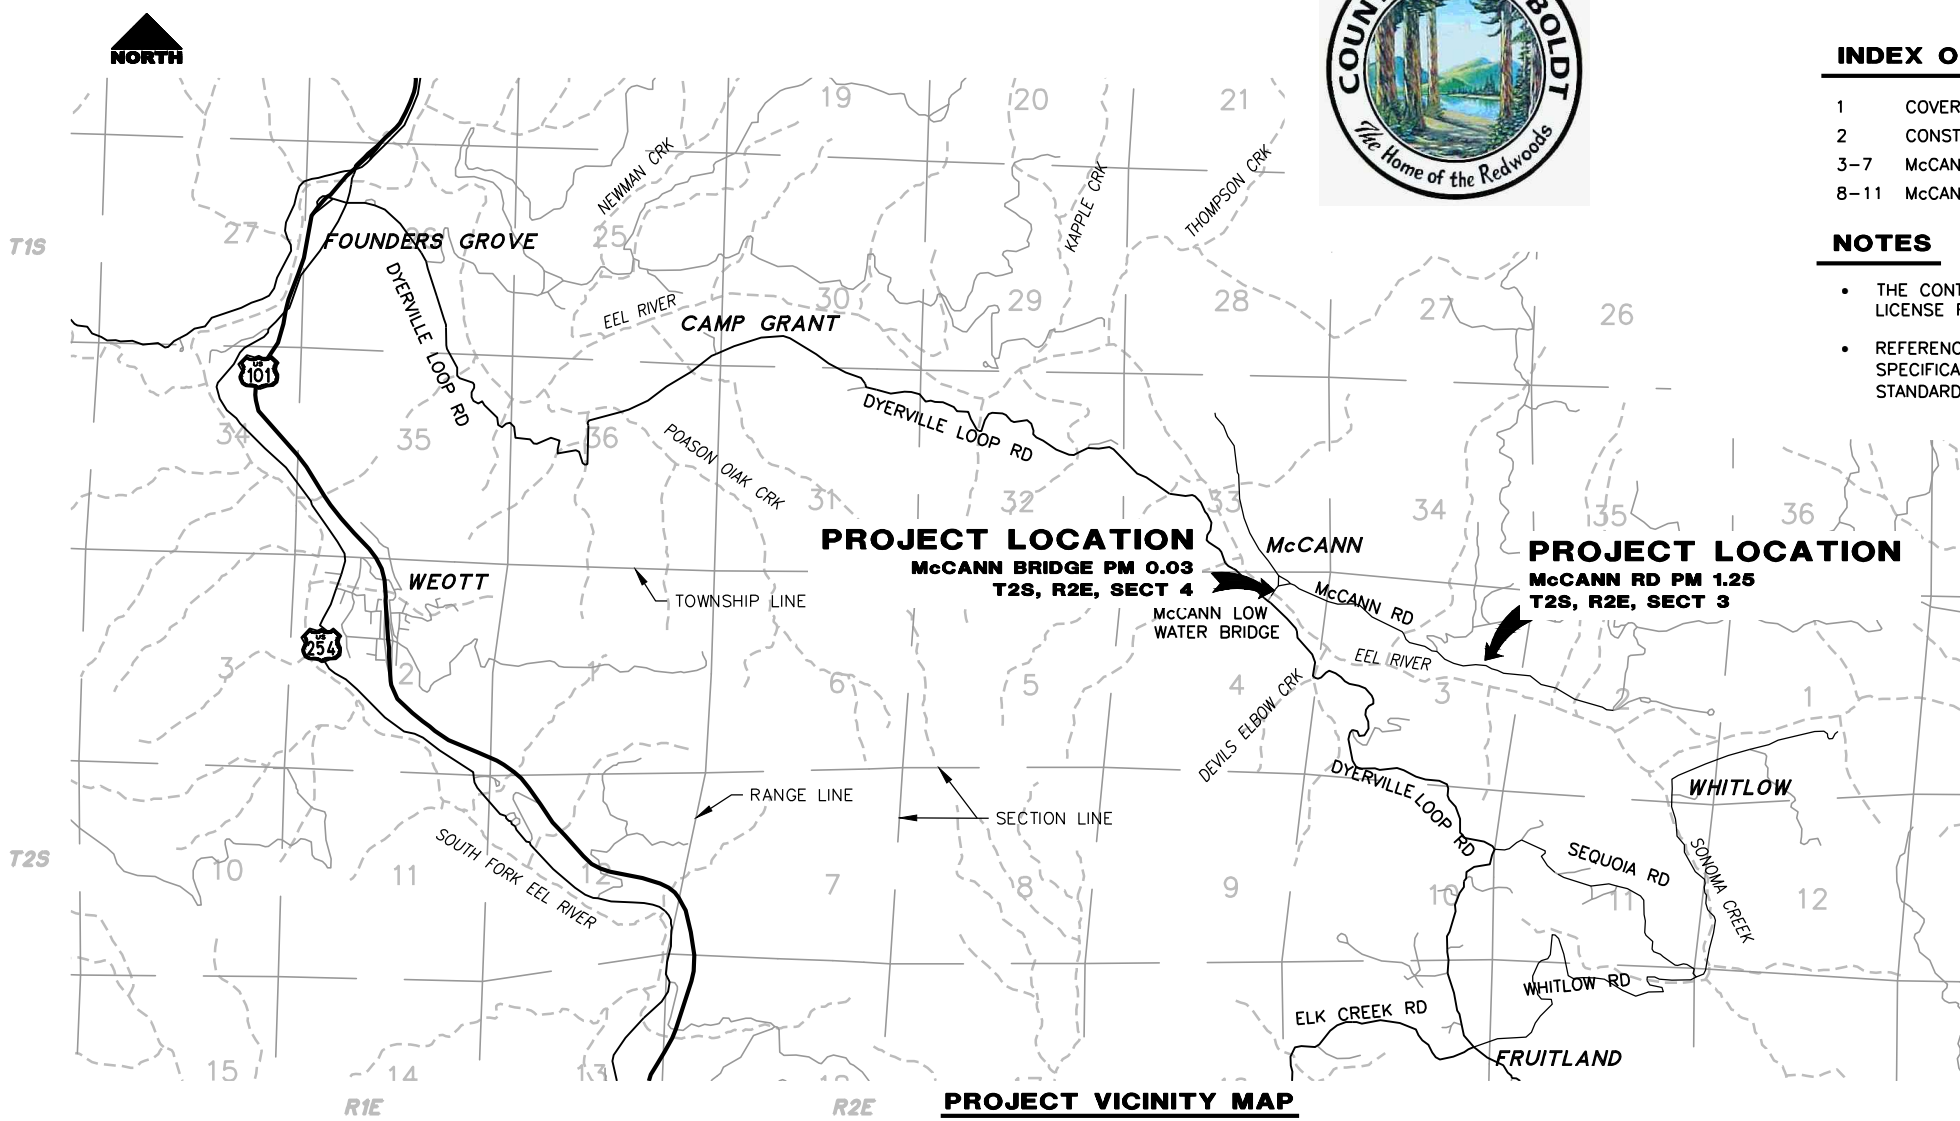 NORTH
The Home of the Redwoods
INDEX O
1 COVER
2 CONST
3-7 McCAN
8-11 McCAN
NOTES
• THE CONT
LICENSE
• REFERENC
SPECIFICA
STANDARD
19
20
21
NEWMAN CRK
KAPPLE CRK
THOMPSON CRK
T1S
27
FOUNDERS GROVE
26
25
DYERVILLE LOOP RD
EEL RIVER
30
29
28
27
26
CAMP GRANT
US
101
34
35
36
POASON OIAK CRK
DYERVILLE LOOP RD
31
32
33
34
35
36
PROJECT LOCATION
McCANN BRIDGE PM 0.03
T2S, R2E, SECT 4
McCANN LOW
WATER BRIDGE
McCANN
McCANN RD
PROJECT LOCATION
McCANN RD PM 1.25
T2S, R2E, SECT 3
WEOTT
TOWNSHIP LINE
US
254
EEL RIVER
3
2
1
6
5
4
3
2
1
DEVILS ELBOW CRK
DYERVILLE LOOP RD
WHITLOW
RANGE LINE
SECTION LINE
T2S
SOUTH FORK EEL RIVER
10
11
12
7
8
9
10
11
12
SEQUOIA RD
SONOMA CREEK
WHITLOW RD
ELK CREEK RD
FRUITLAND
15
14
13
R1E
R2E
PROJECT VICINITY MAP